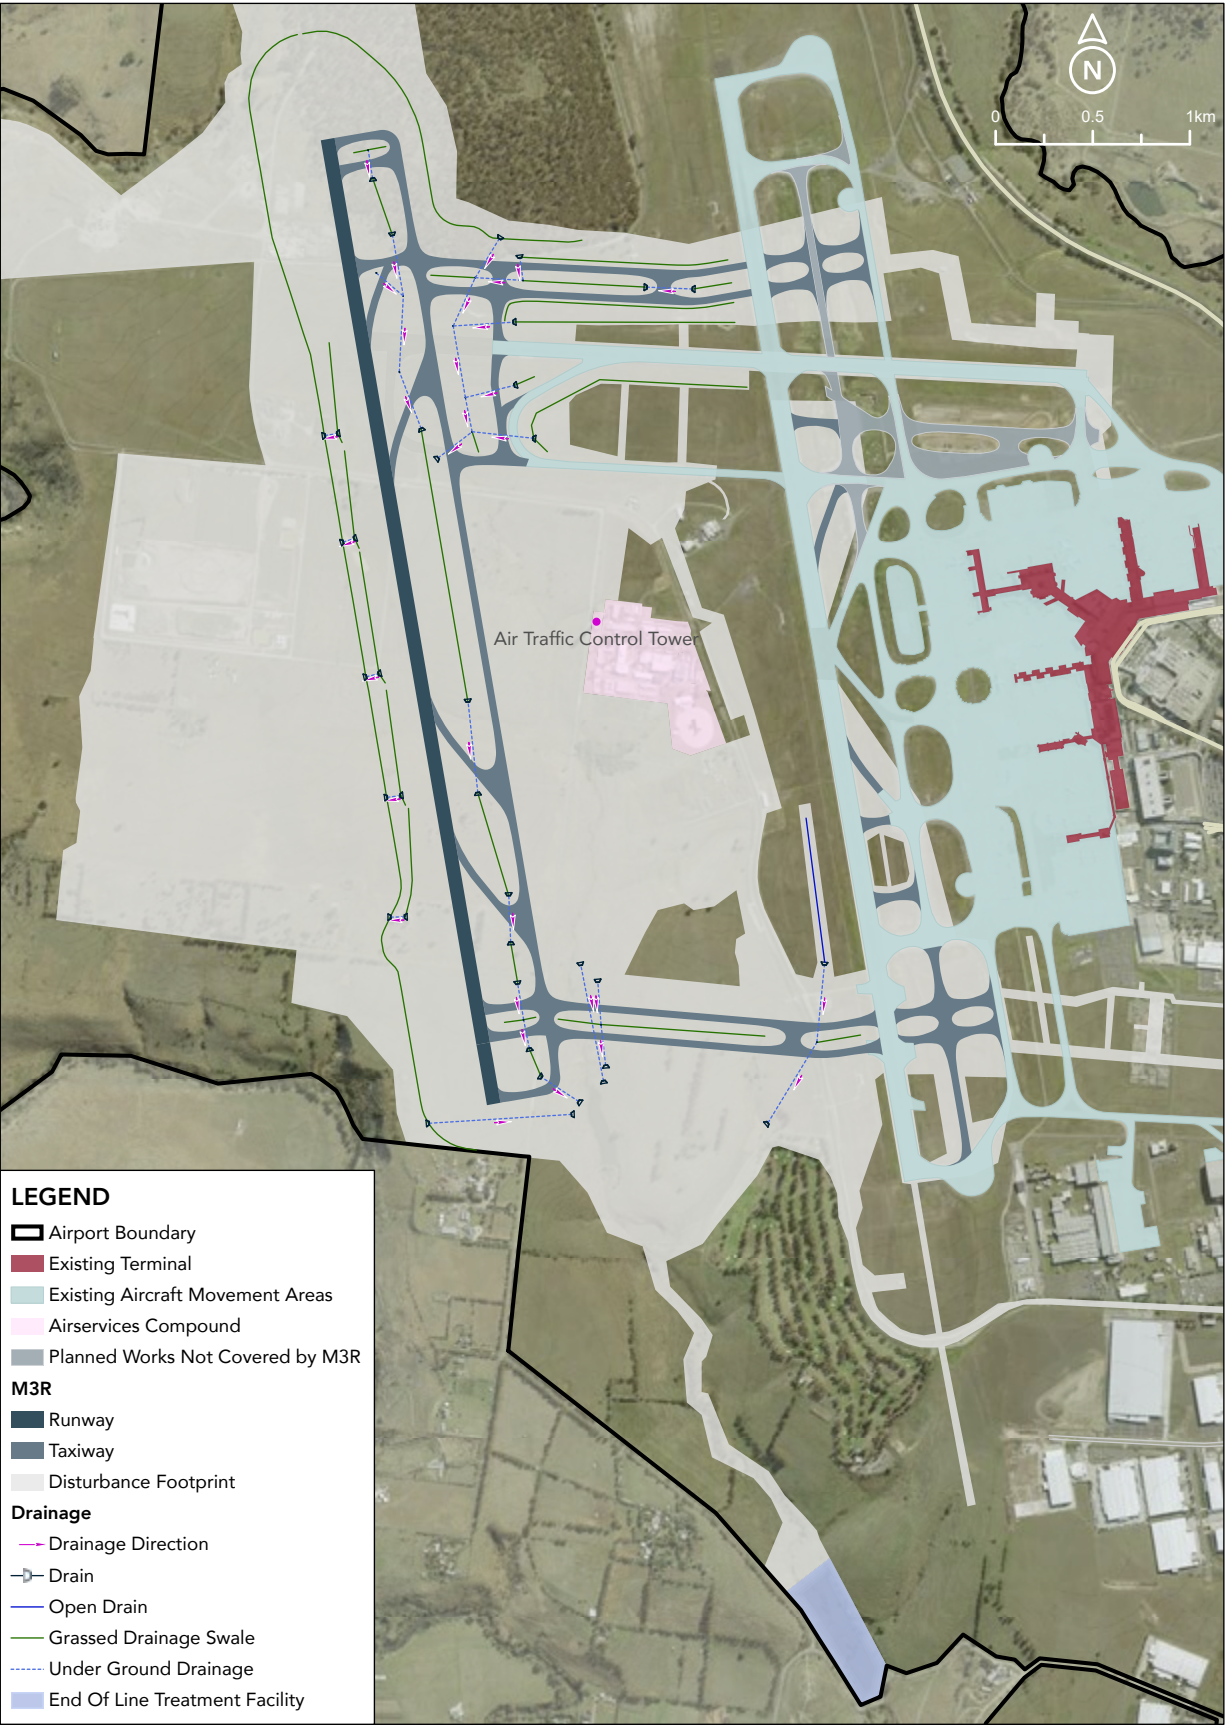 N
0 0.5 1km
Air Traffic Control Tower
LEGEND
Airport Boundary
Existing Terminal
Existing Aircraft Movement Areas
Airservices Compound
Planned Works Not Covered by M3R
M3R
Runway
Taxiway
Disturbance Footprint
Drainage
Drainage Direction
Drain
Open Drain
Grassed Drainage Swale
Under Ground Drainage
End Of Line Treatment Facility